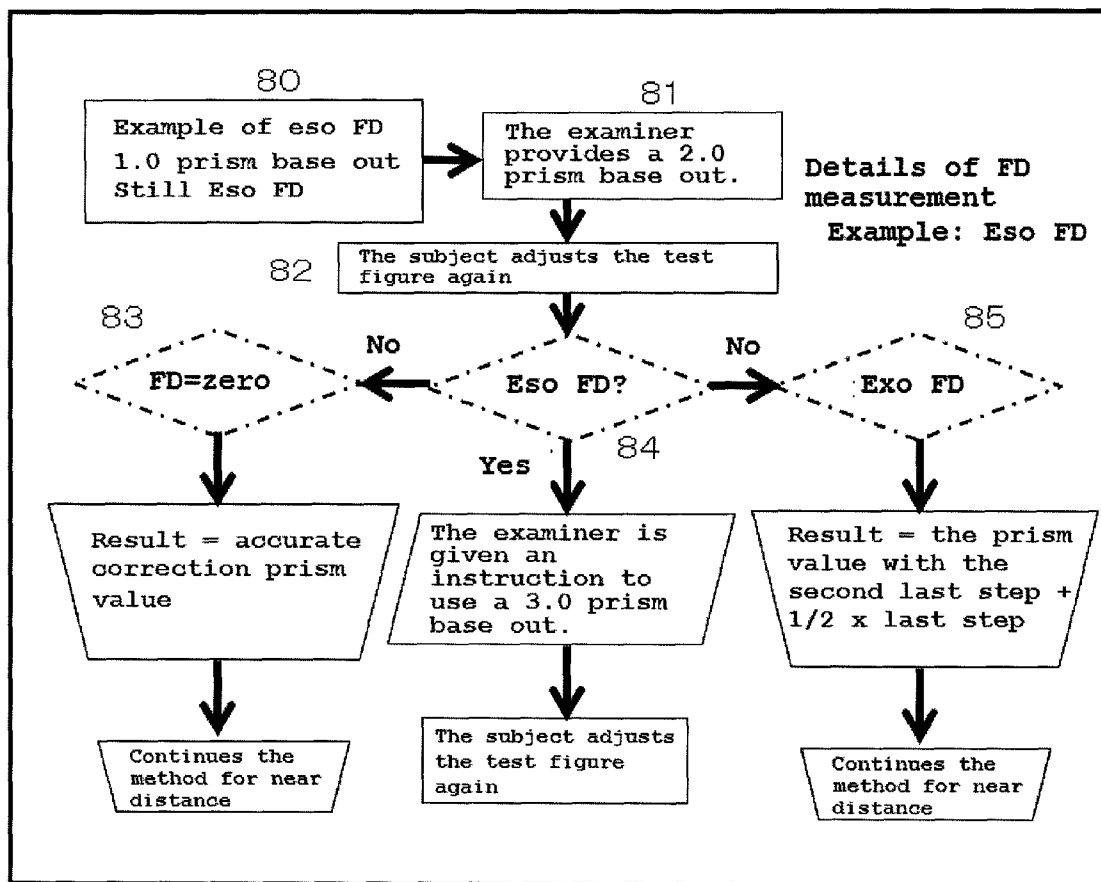 80
Example of eso FD
1.0 prism base out
Still Eso FD
81
The examiner
provides a 2.0
prism base out.
Details of FD
measurement
Example: Eso FD
82
The subject adjusts the test
figure again
83
FD=zero
No
Eso FD?
No
85
Exo FD
84
Yes
Result = accurate
correction prism
value
The examiner is
given an
instruction to
use a 3.0 prism
base out.
Result = the prism
value with the
second last step +
1/2 x last step
Continues the
method for near
distance
The subject adjusts
the test figure
again
Continues the
method for near
distance